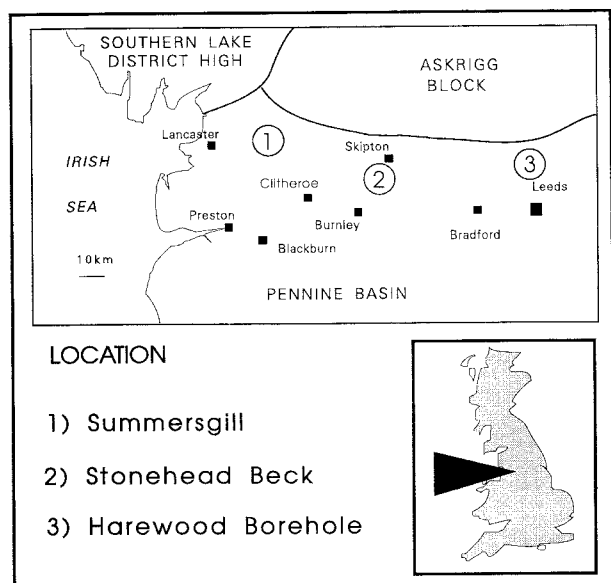 SOUTHERN LAKE
DISTRICT HIGH
ASKRIGG
BLOCK
Lancaster
1
Skipton
3
IRISH
2
Clitheroe
Leeds
SEA
Preston
Burnley
Bradford
Blackburn
10km
PENNINE BASIN
LOCATION
1) Summersgill
2) Stonehead Beck
3) Harewood Borehole